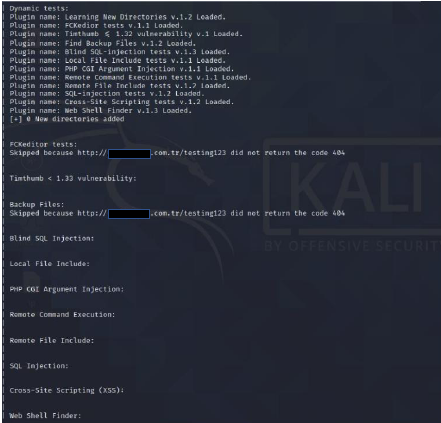 Dynamic tests:
Plugin name: Learning New Directories v.1.2 Loaded.
Plugin name: FCKedior tests v.1.1 Loaded.
Plugin name: Timthumb ≤ 1.32 vulnerability v.1 Loaded.
Plugin name: Find Backup Files v.1.2 Loaded.
Plugin name: Blind SQL-injection tests v.1.3 Loaded.
Plugin name: Local File Include tests v.1.1 Loaded.
Plugin name: PHP CGI Argument Injection v.1.1 Loaded.
Plugin name: Remote Command Execution tests v.1.1 Loaded.
Plugin name: Remote File Include tests v.1.2 Loaded.
Plugin name: SQL-injection tests v.1.2 Loaded.
Plugin name: Cross-Site Scripting tests v.1.2 Loaded.
Plugin name: Web Shell Finder v.1.3 Loaded.
[+] 0 New directories added
FCKeditor tests:
Skipped because http:// .com.tr/testing123 did not return the code 404
Timthumb < 1.33 vulnerability:
Backup Files:
Skipped because http:// .com.tr/testing123 did not return the code 404
Blind SQL Injection:
Local File Include:
PHP CGI Argument Injection:
Remote Command Execution:
Remote File Include:
SQL Injection:
Cross-Site Scripting (XSS):
Web Shell Finder:
KALI
BY OFFENSIVE SECURIT